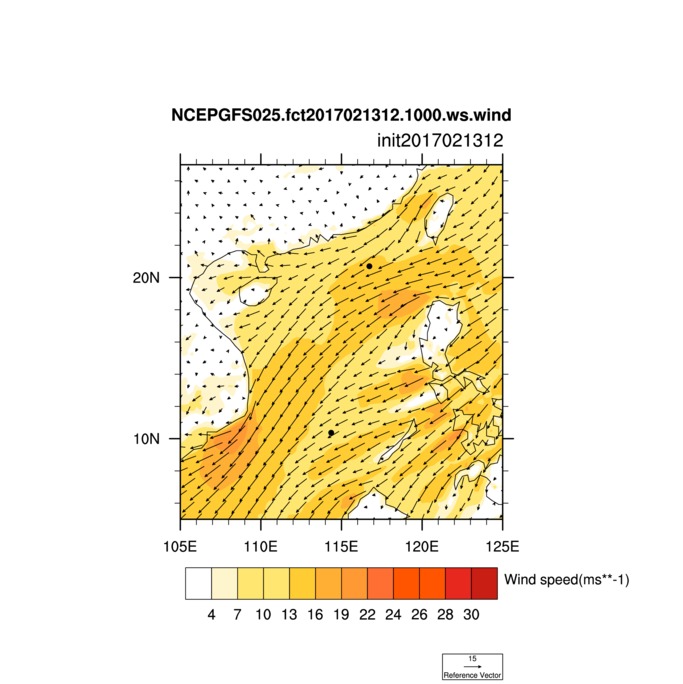 NCEPGFS025.fct2017021312.1000.ws.wind
init2017021312
20N
10N
105E 110E 115E 120E 125E
Wind speed(ms**-1)
4 7 10 13 16 19 22 24 26 28 30
15
Reference Vector